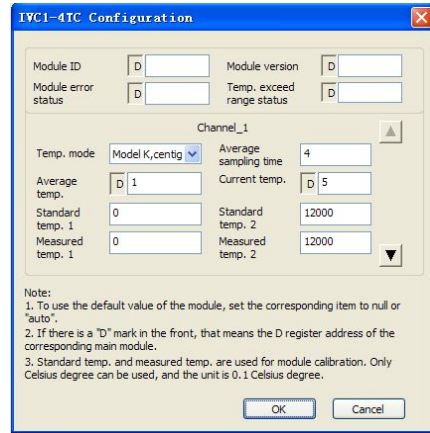 IVC1-4TC Configuration
Module ID D Module version D
Module error status D Temp. exceed range status D
Channel_1
Temp. mode Model K,centig Average sampling time 4
Average temp. D 1 Current temp. D 5
Standard temp. 1 0 Standard temp. 2 12000
Measured temp. 1 0 Measured temp. 2 12000
Note:
1. To use the default value of the module, set the corresponding item to null or
"auto".
2. If there is a "D" mark in the front, that means the D register address of the
corresponding main module.
3. Standard temp. and measured temp. are used for module calibration. Only
Celsius degree can be used, and the unit is 0.1 Celsius degree.
OK Cancel